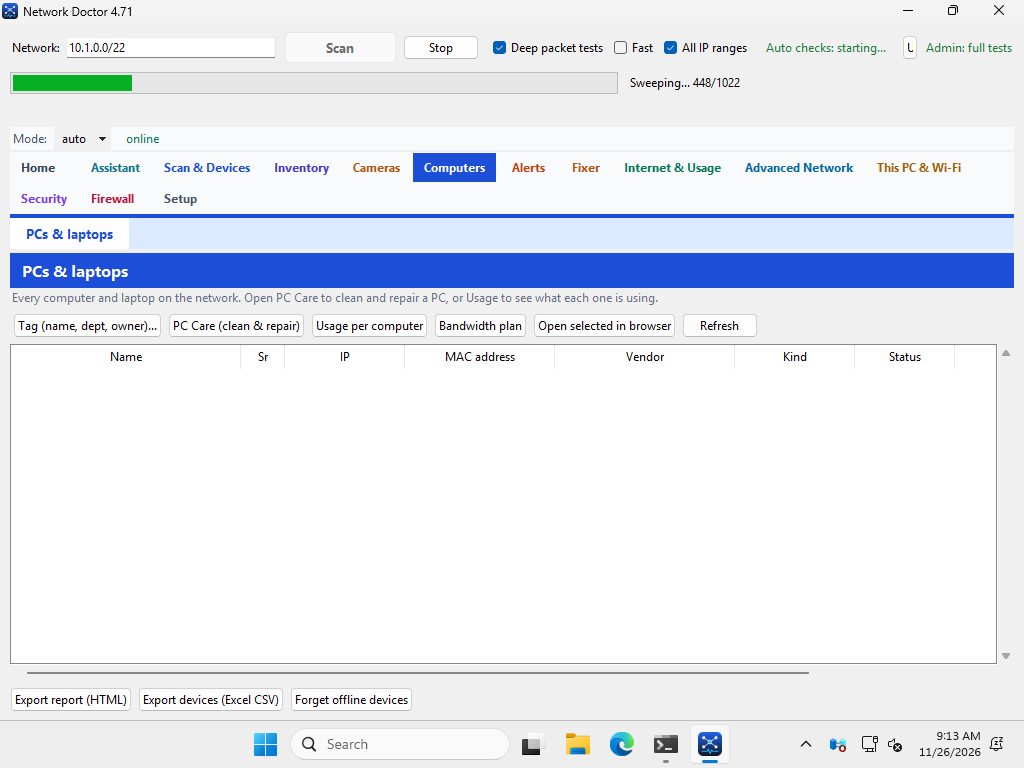 Network Doctor 4.71
Network: 10.1.0.0/22 Scan Stop Deep packet tests Fast All IP ranges Auto checks: starting... Admin: full tests
Sweeping... 448/1022
Mode: auto online
Home Assistant Scan & Devices Inventory Cameras Computers Alerts Fixer Internet & Usage Advanced Network This PC & Wi-Fi
Security Firewall Setup
PCs & laptops
PCs & laptops
Every computer and laptop on the network. Open PC Care to clean and repair a PC, or Usage to see what each one is using.
Tag (name, dept, owner)... PC Care (clean & repair) Usage per computer Bandwidth plan Open selected in browser Refresh
Name Sr IP MAC address Vendor Kind Status
Export report (HTML) Export devices (Excel CSV) Forget offline devices
Search
9:13 AM
11/26/2026